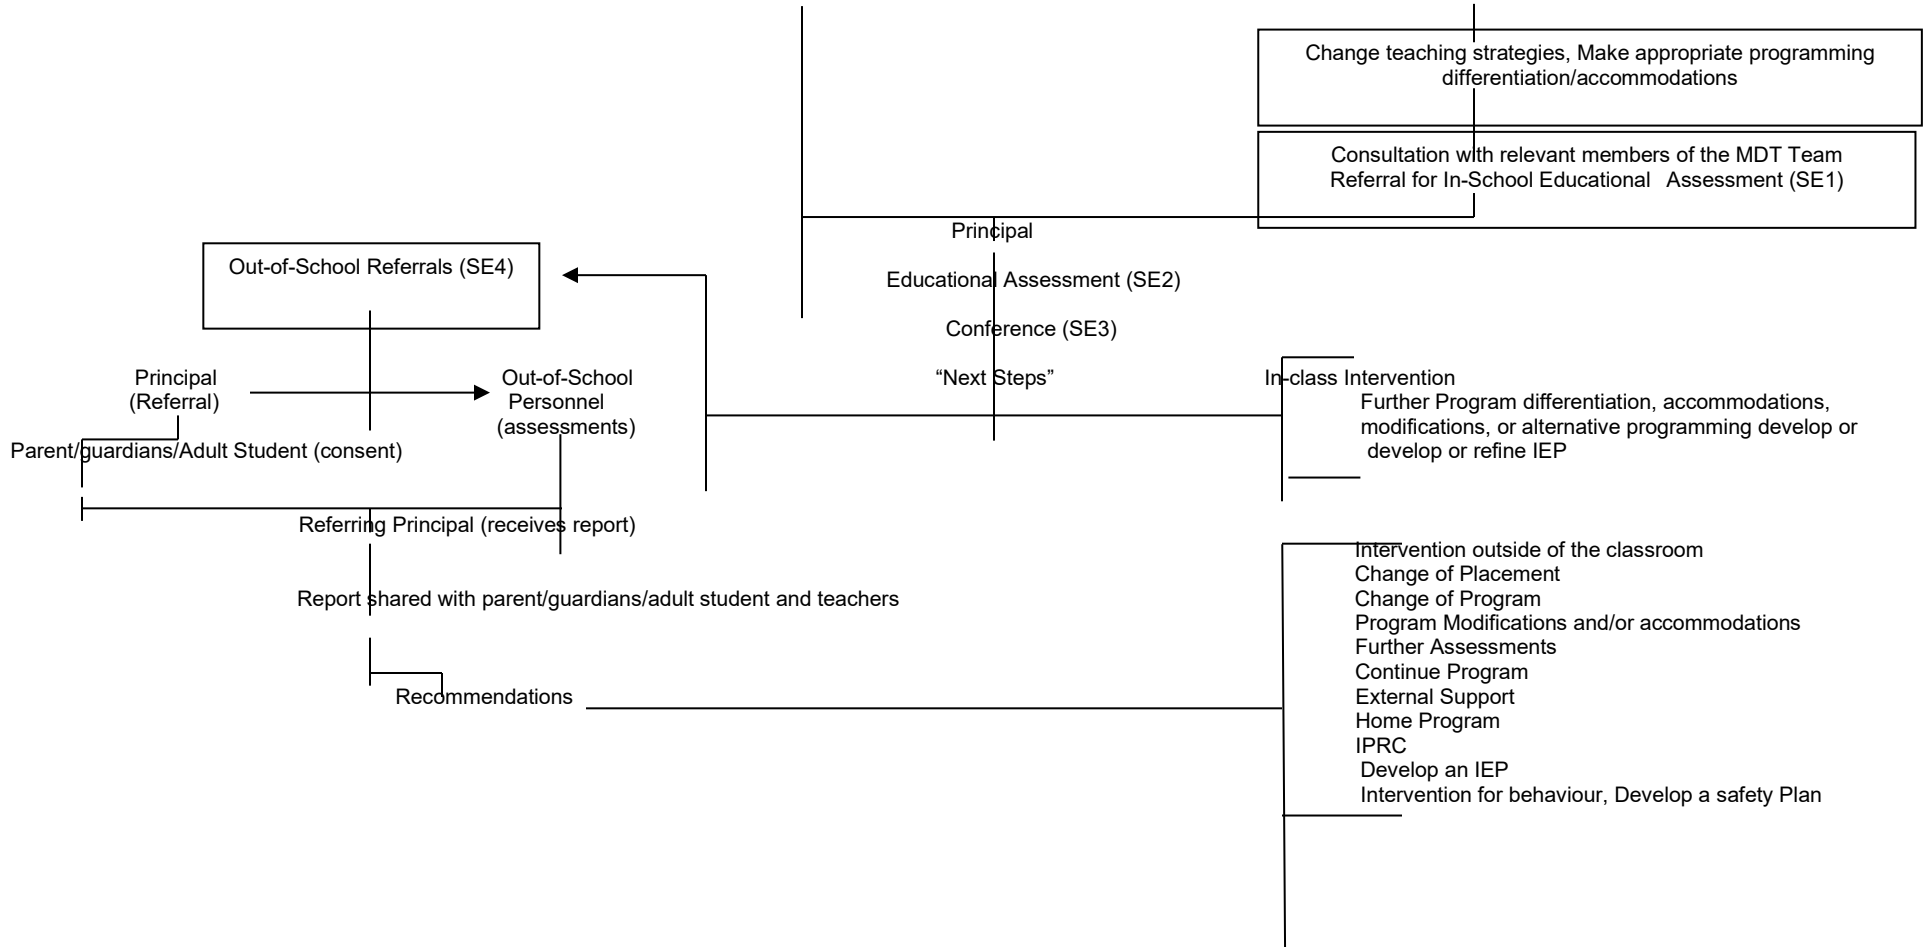 Change teaching strategies, Make appropriate programming
differentiation/accommodations
Consultation with relevant members of the MDT Team
Referral for In-School Educational Assessment (SE1)
Principal
Educational Assessment (SE2)
Conference (SE3)
“Next Steps”
Out-of-School Referrals (SE4)
Principal
(Referral)
Out-of-School
Personnel
(assessments)
Parent/guardians/Adult Student (consent)
Referring Principal (receives report)
Report shared with parent/guardians/adult student and teachers
Recommendations
In-class Intervention
Further Program differentiation, accommodations,
modifications, or alternative programming develop or
develop or refine IEP
Intervention outside of the classroom
Change of Placement
Change of Program
Program Modifications and/or accommodations
Further Assessments
Continue Program
External Support
Home Program
IPRC
Develop an IEP
Intervention for behaviour, Develop a safety Plan